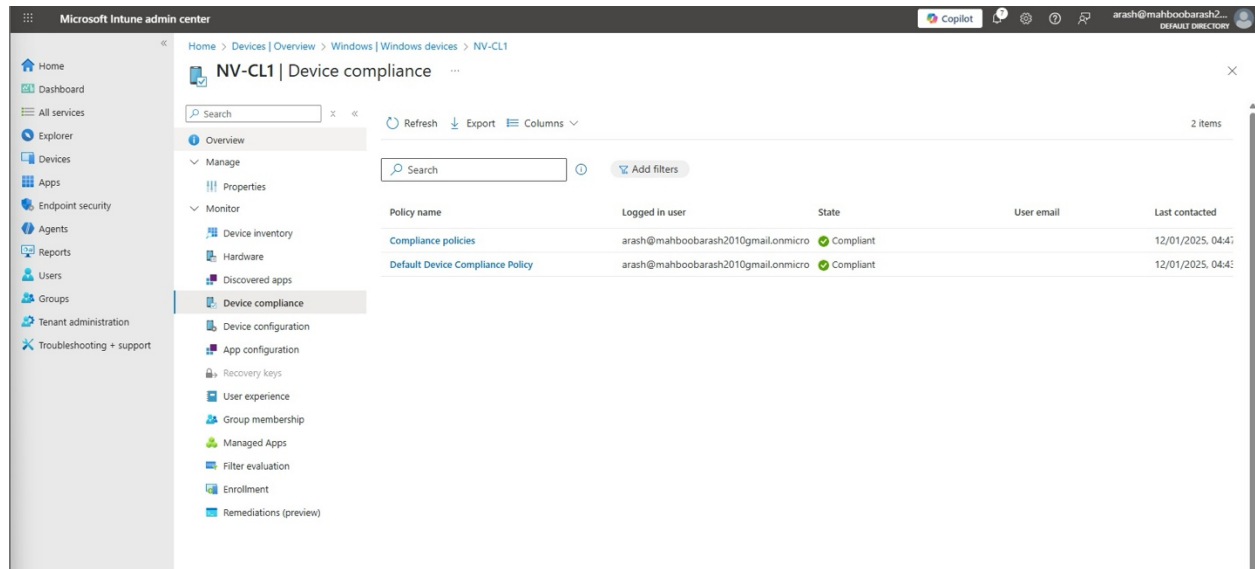 Microsoft Intune admin center
Copilot
7
arash@mahboobarash2...
DEFAULT DIRECTORY
Home > Devices | Overview > Windows | Windows devices > NV-CL1
NV-CL1 | Device compliance ...
Home
Dashboard
All services
Explorer
Devices
Apps
Endpoint security
Agents
Reports
Users
Groups
Tenant administration
Troubleshooting + support
Search
Overview
Manage
Properties
Monitor
Device inventory
Hardware
Discovered apps
Device compliance
Device configuration
App configuration
Recovery keys
User experience
Group membership
Managed Apps
Filter evaluation
Enrollment
Remediations (preview)
Refresh Export Columns 2 items
Search Add filters
Policy name Logged in user State User email Last contacted
Compliance policies arash@mahboobarash2010gmail.onmicro Compliant 12/01/2025, 04:47
Default Device Compliance Policy arash@mahboobarash2010gmail.onmicro Compliant 12/01/2025, 04:43